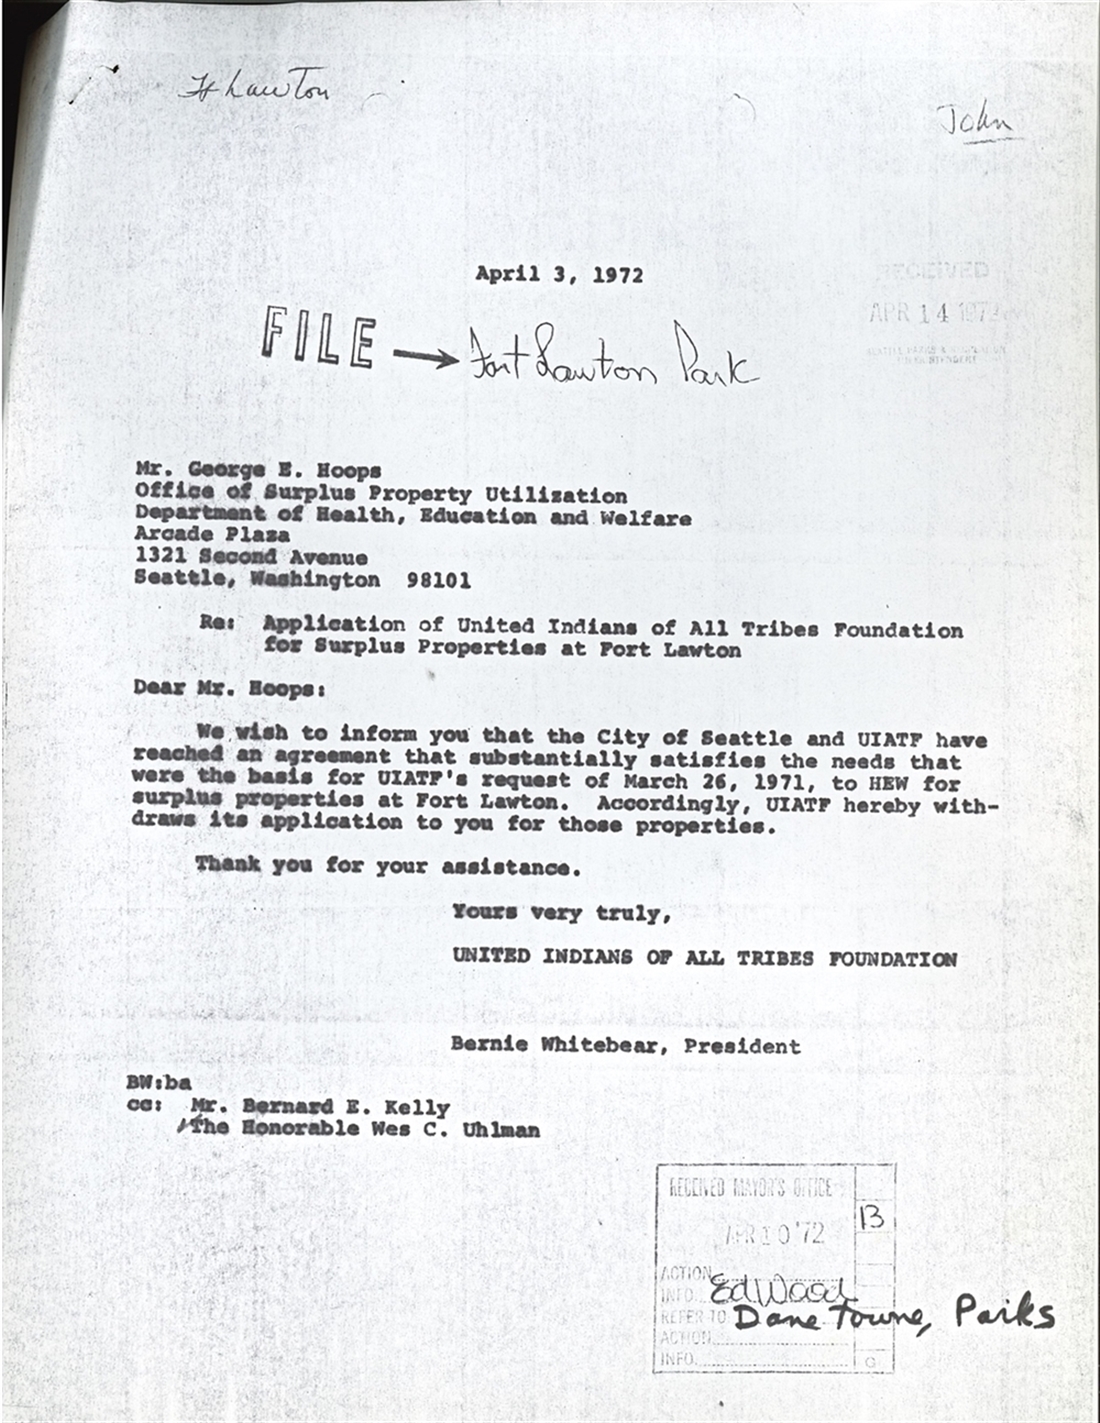 Ft Lawton
John
April 3, 1972
RECEIVED
APR 14 1972
FILE → Fort Lawton Park
Mr. George E. Hoops
Office of Surplus Property Utilization
Department of Health, Education and Welfare
Arcade Plaza
1321 Second Avenue
Seattle, Washington 98101
Re: Application of United Indians of All Tribes Foundation
for Surplus Properties at Fort Lawton
Dear Mr. Hoops:
We wish to inform you that the City of Seattle and UIATF have
reached an agreement that substantially satisfies the needs that
were the basis for UIATF's request of March 26, 1971, to HEW for
surplus properties at Fort Lawton. Accordingly, UIATF hereby with-
draws its application to you for those properties.
Thank you for your assistance.
Yours very truly,
UNITED INDIANS OF ALL TRIBES FOUNDATION
Bernie Whitebear, President
BW:ba
cc: Mr. Bernard E. Kelly
The Honorable Wes C. Uhlman
RECEIVED MAYOR'S OFFICE
APR 10 '72
B
ACTION
INFO. Ed Wood
REFER TO Dane Towne, Parks
ACTION
INFO. G